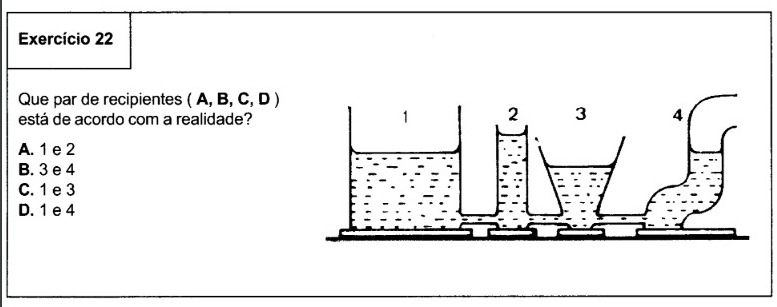 Exercício 22
Que par de recipientes ( A, B, C, D )
está de acordo com a realidade?
A. 1 e 2
B. 3 e 4
C. 1 e 3
D. 1 e 4
1 2 3 4